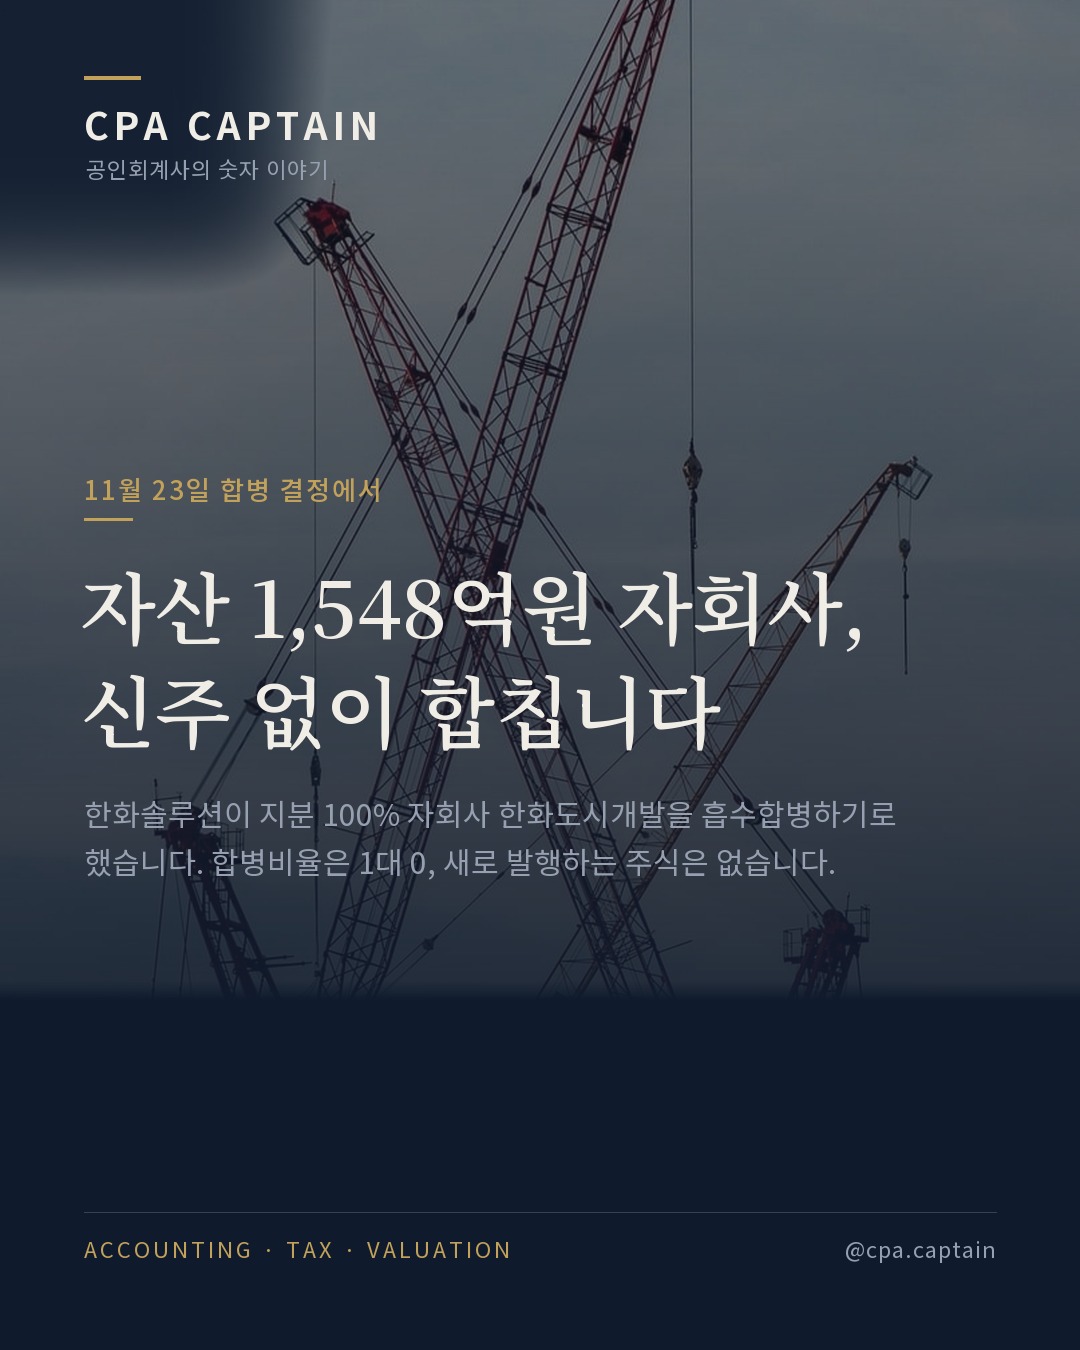 CPA CAPTAIN
공인회계사의 숫자 이야기
11월 23일 합병 결정에서
자산 1,548억원 자회사,
신주 없이 합칩니다
한화솔루션이 지분 100% 자회사 한화도시개발을 흡수합병하기로
했습니다. 합병비율은 1대 0, 새로 발행하는 주식은 없습니다.
ACCOUNTING · TAX · VALUATION
@cpa.captain